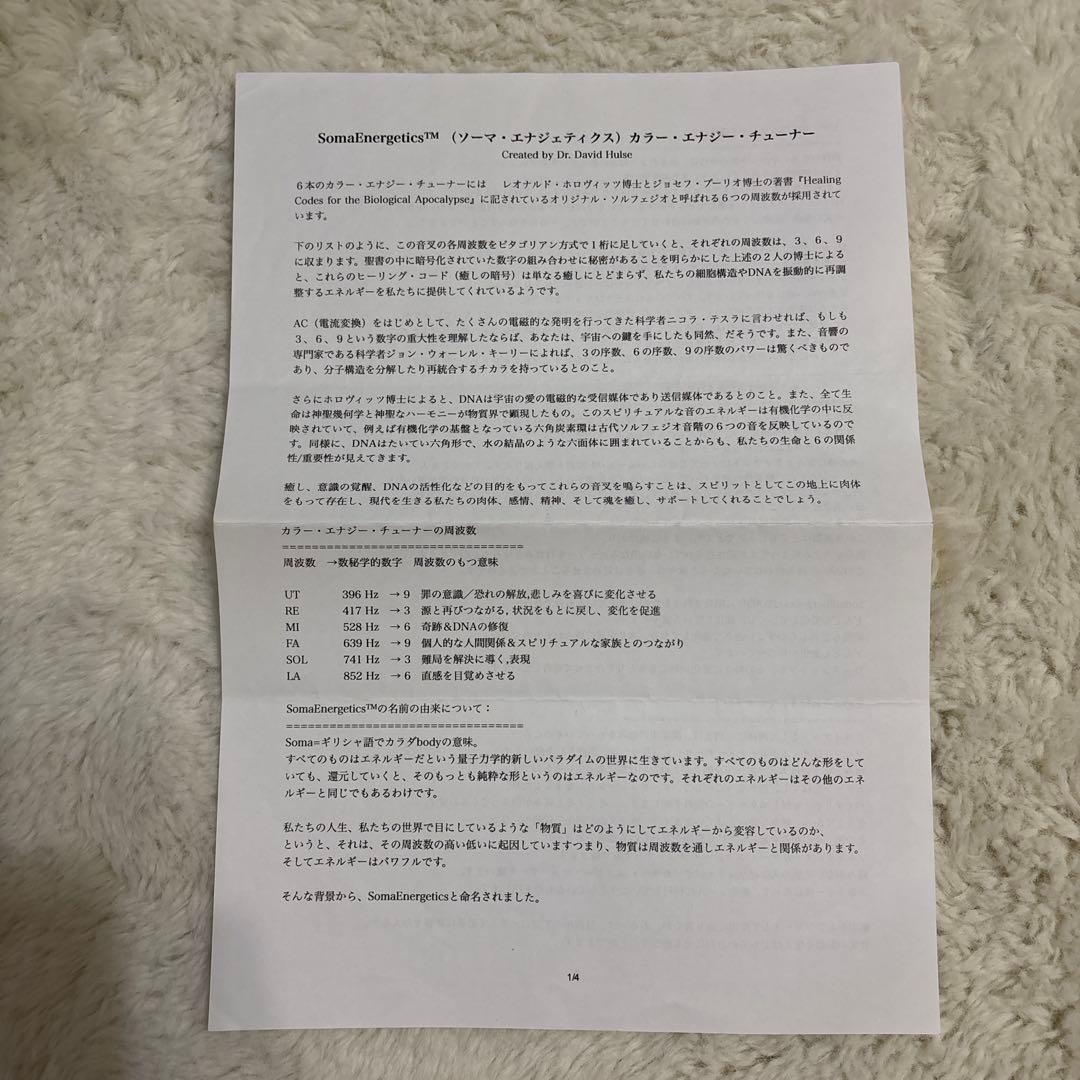 SomaEnergetics™ （ソーマ・エナジェティクス）カラー・エナジー・チューナー
Created by Dr. David Hulse
６本のカラー・エナジー・チューナーには　レオナルド・ホロヴィッツ博士とジョセフ・プーリオ博士の著書『Healing
Codes for the Biological Apocalypse』に記されているオリジナル・ソルフェジオと呼ばれる６つの周波数が採用されて
います。
下のリストのように、この音叉の各周波数をピタゴリアン方式で１桁に足していくと、それぞれの周波数は、３、６、９
に収まります。聖書の中に暗号化されていた数字の組み合わせに秘密があることを明らかにした上述の２人の博士による
と、これらのヒーリング・コード（癒しの暗号）は単なる癒しにとどまらず、私たちの細胞構造やDNAを振動的に再調
整するエネルギーを私たちに提供してくれているようです。
AC（電流変換）をはじめとして、たくさんの電磁的な発明を行ってきた科学者ニコラ・テスラに言わせれば、もしも
３、６、９という数字の重大性を理解したならば、あなたは、宇宙への鍵を手にしたも同然、だそうです。また、音響の
専門家である科学者ジョン・ウォーレル・キーリーによれば、３の序数、６の序数、９の序数のパワーは驚くべきもので
あり、分子構造を分解したり再統合するチカラを持っているとのこと。
さらにホロヴィッツ博士によると、DNAは宇宙の愛の電磁的な受信媒体であり送信媒体であるとのこと。また、全て生
命は神聖幾何学と神聖なハーモニーが物質界で顕現したもの。このスピリチュアルな音のエネルギーは有機化学の中に反
映されていて、例えば有機化学の基盤となっている六角炭素環は古代ソルフェジオ音階の６つの音を反映しているので
す。同様に、DNAはたいてい六角形で、水の結晶のような六面体に囲まれていることからも、私たちの生命と６の関係
性/重要性が見えてきます。
癒し、意識の覚醒、DNAの活性化などの目的をもってこれらの音叉を鳴らすことは、スピリットとしてこの地上に肉体
をもって存在し、現代を生きる私たちの肉体、感情、精神、そして魂を癒し、サポートしてくれることでしょう。
カラー・エナジー・チューナーの周波数
=================================
周波数　→数秘学的数字　周波数のもつ意味
UT 396 Hz →9 罪の意識／恐れの解放,悲しみを喜びに変化させる
RE 417 Hz →3 源と再びつながる, 状況をもとに戻し、変化を促進
MI 528 Hz →6 奇跡＆DNAの修復
FA 639 Hz →9 個人的な人間関係＆スピリチュアルな家族とのつながり
SOL 741 Hz →3 難局を解決に導く,表現
LA 852 Hz →6 直感を目覚めさせる
SomaEnergetics™の名前の由来について：
=================================
Soma=ギリシャ語でカラダbodyの意味。
すべてのものはエネルギーだという量子力学的新しいパラダイムの世界に生きています。すべてのものはどんな形をして
いても、還元していくと、そのもっとも純粋な形というのはエネルギーなのです。それぞれのエネルギーはその他のエネ
ルギーと同じでもあるわけです。
私たちの人生、私たちの世界で目にしているような「物質」はどのようにしてエネルギーから変容しているのか、
というと、それは、その周波数の高い低いに起因していますつまり、物質は周波数を通しエネルギーと関係があります。
そしてエネルギーはパワフルです。
そんな背景から、SomaEnergeticsと命名されました。
1/4